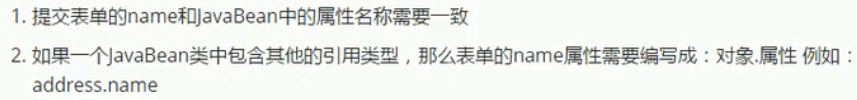 1. 提交表单的name和JavaBean中的属性名称需要一致
2. 如果一个JavaBean类中包含其他的引用类型，那么表单的name属性需要编写成：对象.属性 例如：
address.name